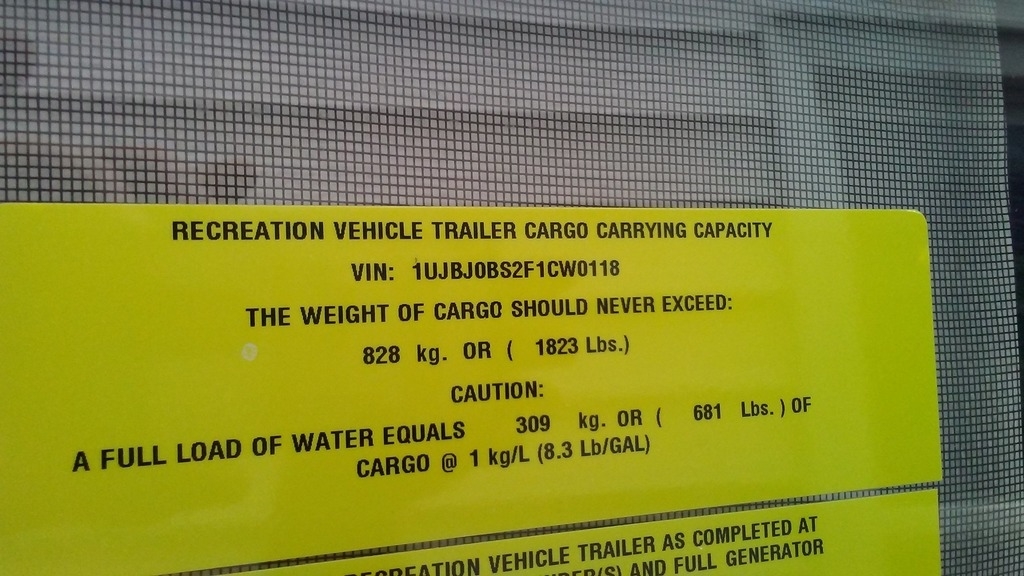 RECREATION VEHICLE TRAILER CARGO CARRYING CAPACITY
VIN: 1UJBJ0BS2F1CW0118
THE WEIGHT OF CARGO SHOULD NEVER EXCEED:
828 kg. OR ( 1823 Lbs.)
CAUTION:
A FULL LOAD OF WATER EQUALS 309 kg. OR ( 681 Lbs. ) OF
CARGO @ 1 kg/L (8.3 Lb/GAL)
VEHICLE TRAILER AS COMPLETED AT
AND FULL GENERATOR